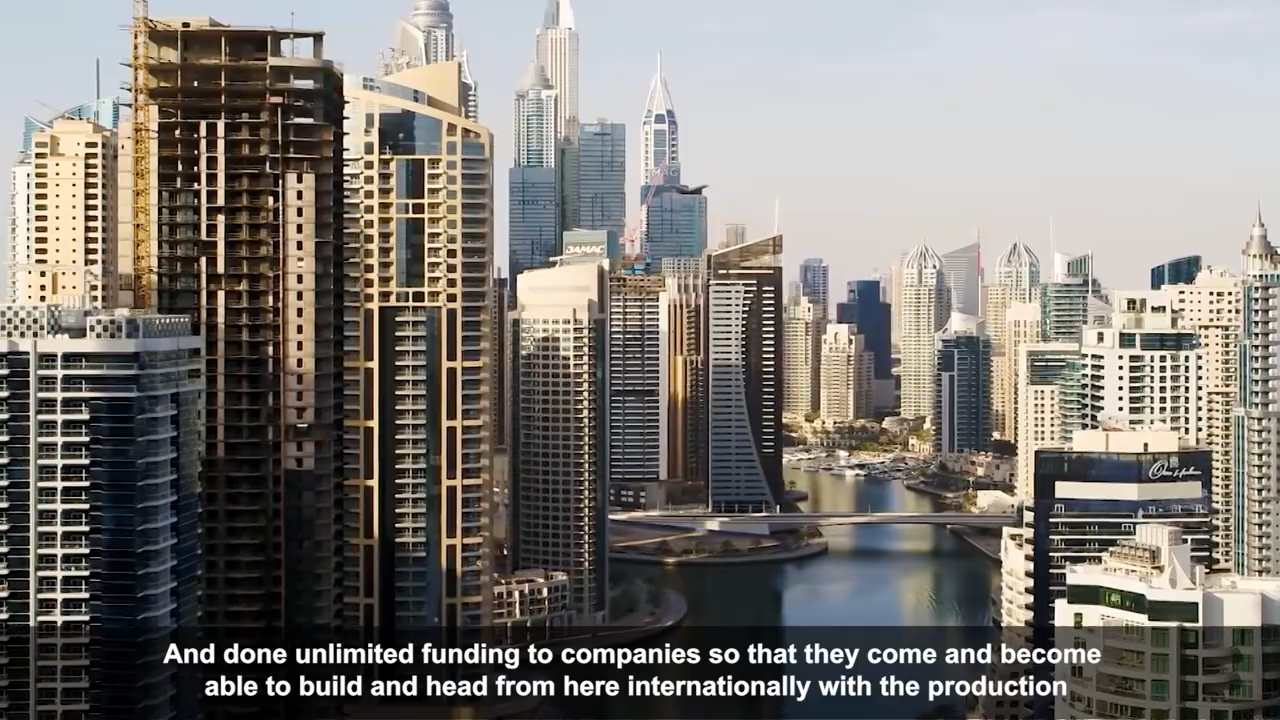 MAG
DAMAC
And done unlimited funding to companies so that they come and become
able to build and head from here internationally with the production